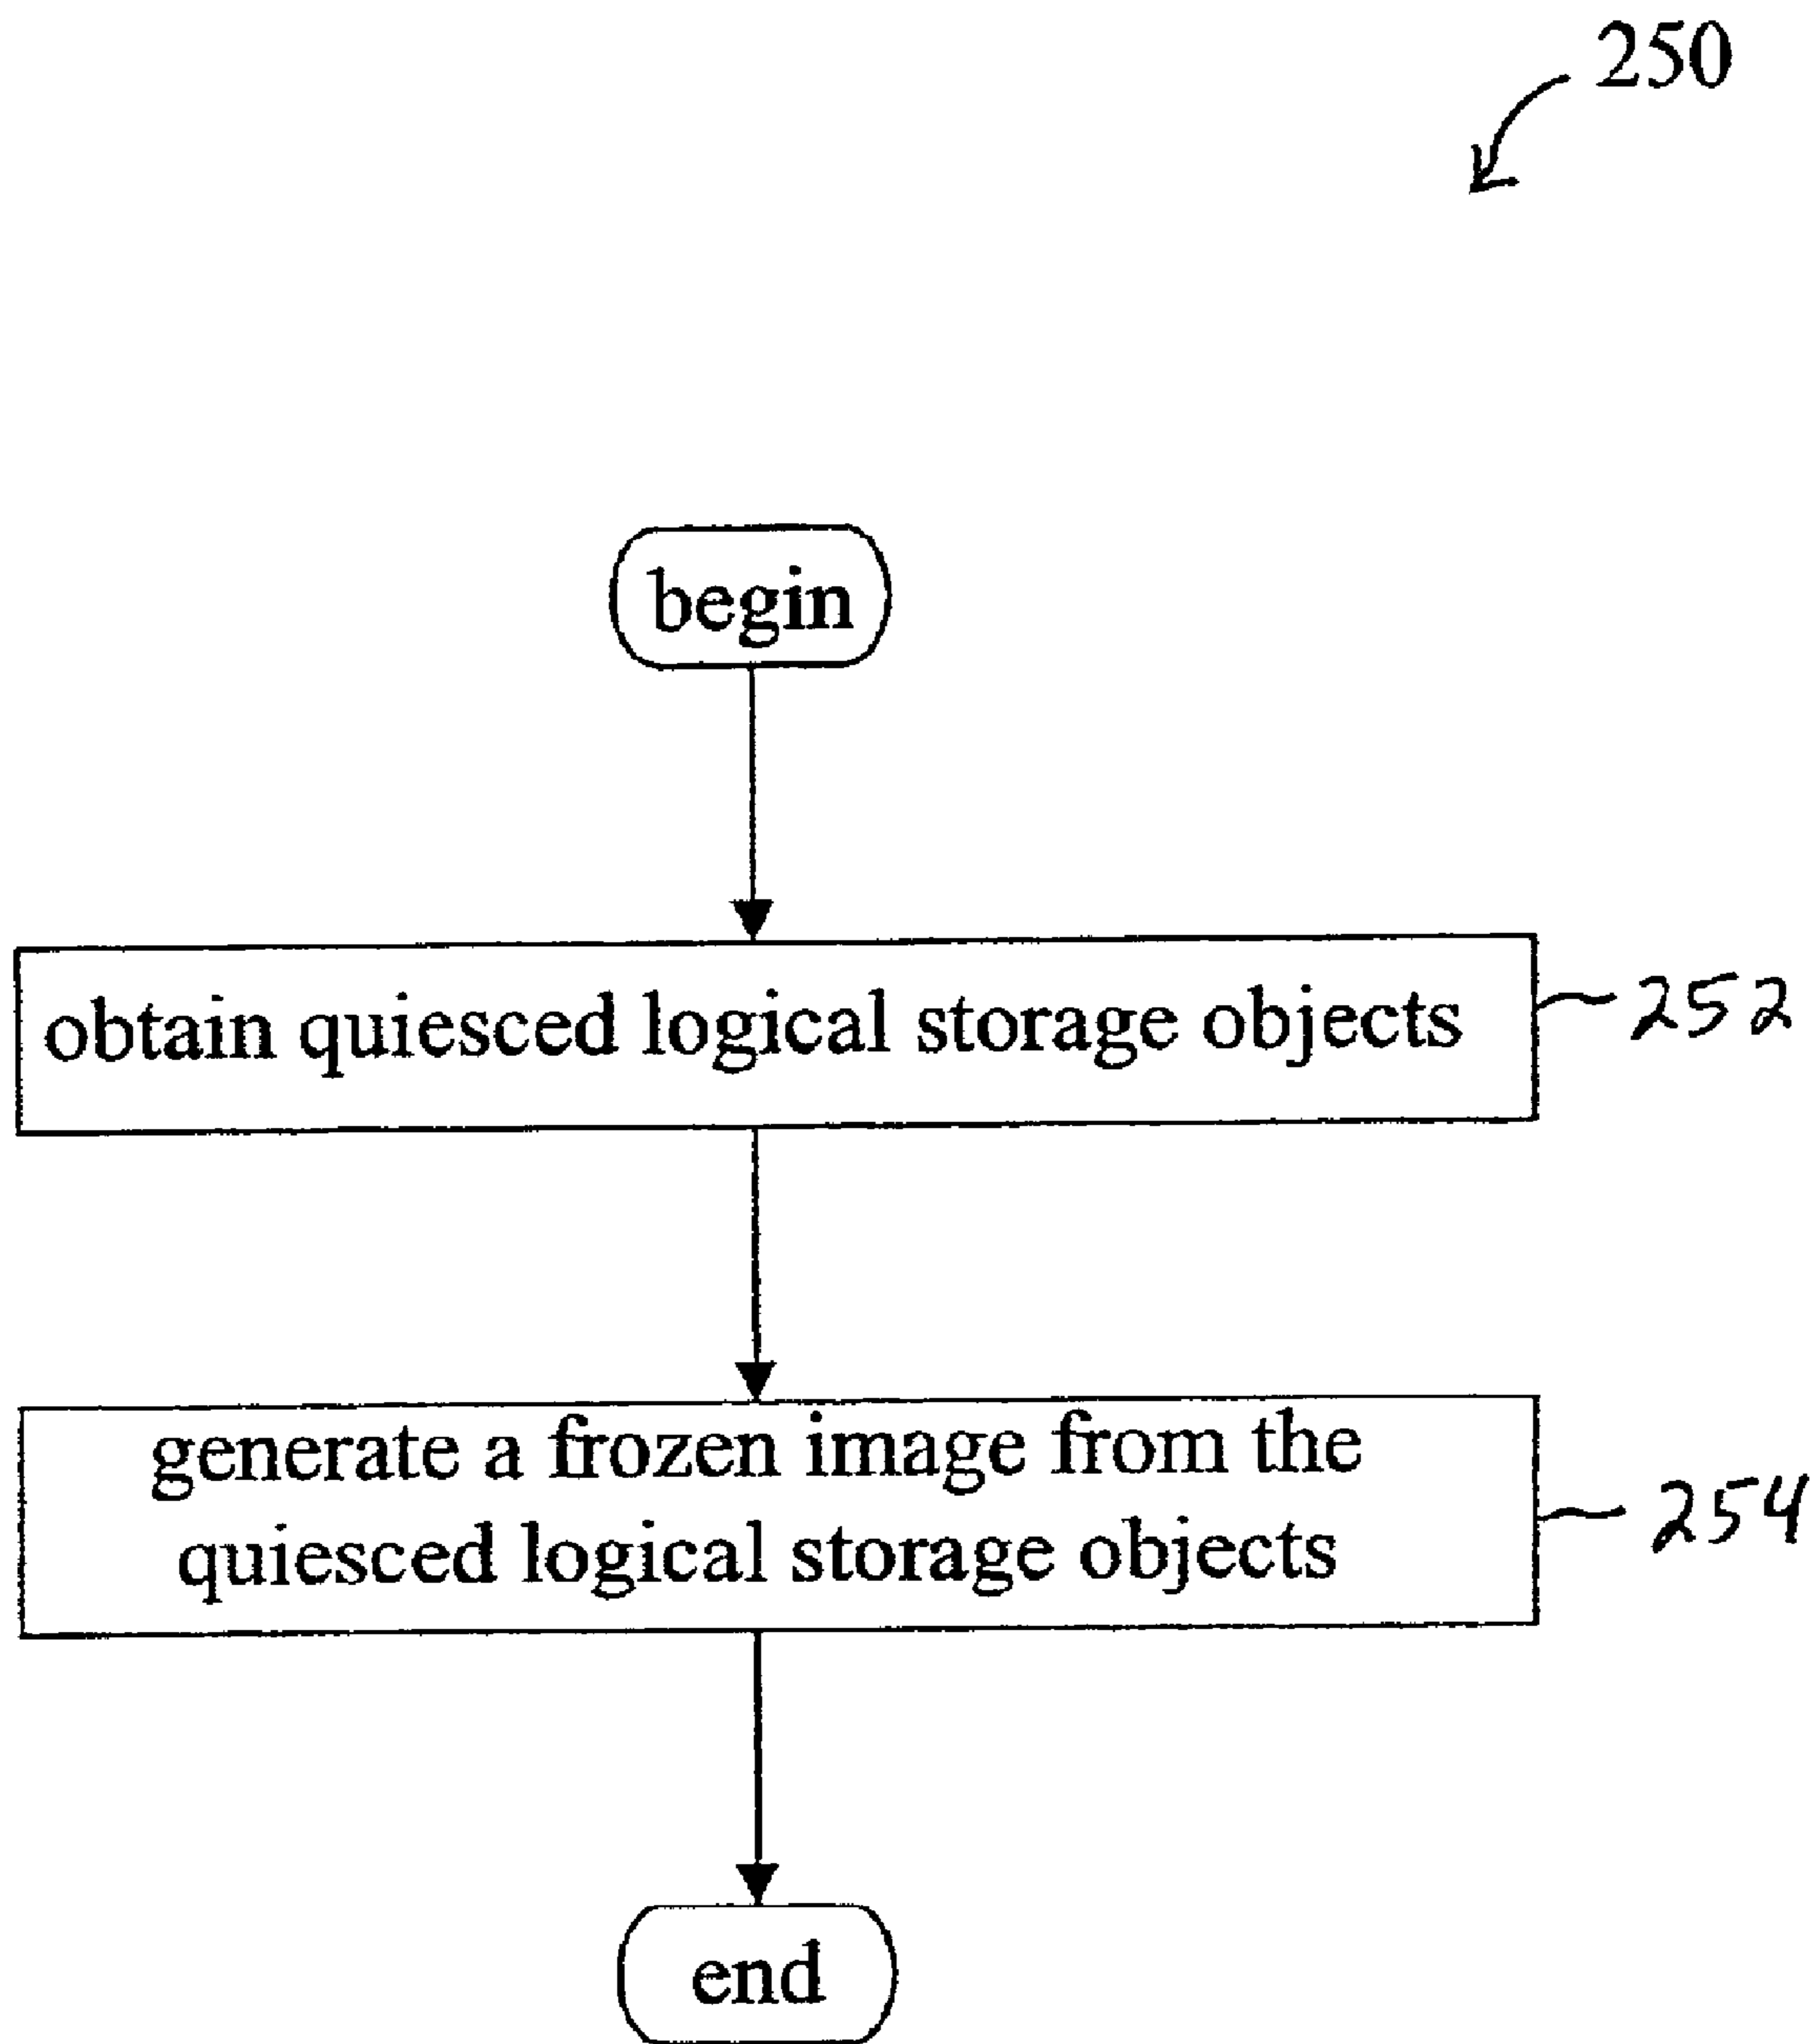 250
begin
obtain quiesced logical storage objects
252
generate a frozen image from the
quiesced logical storage objects
254
end